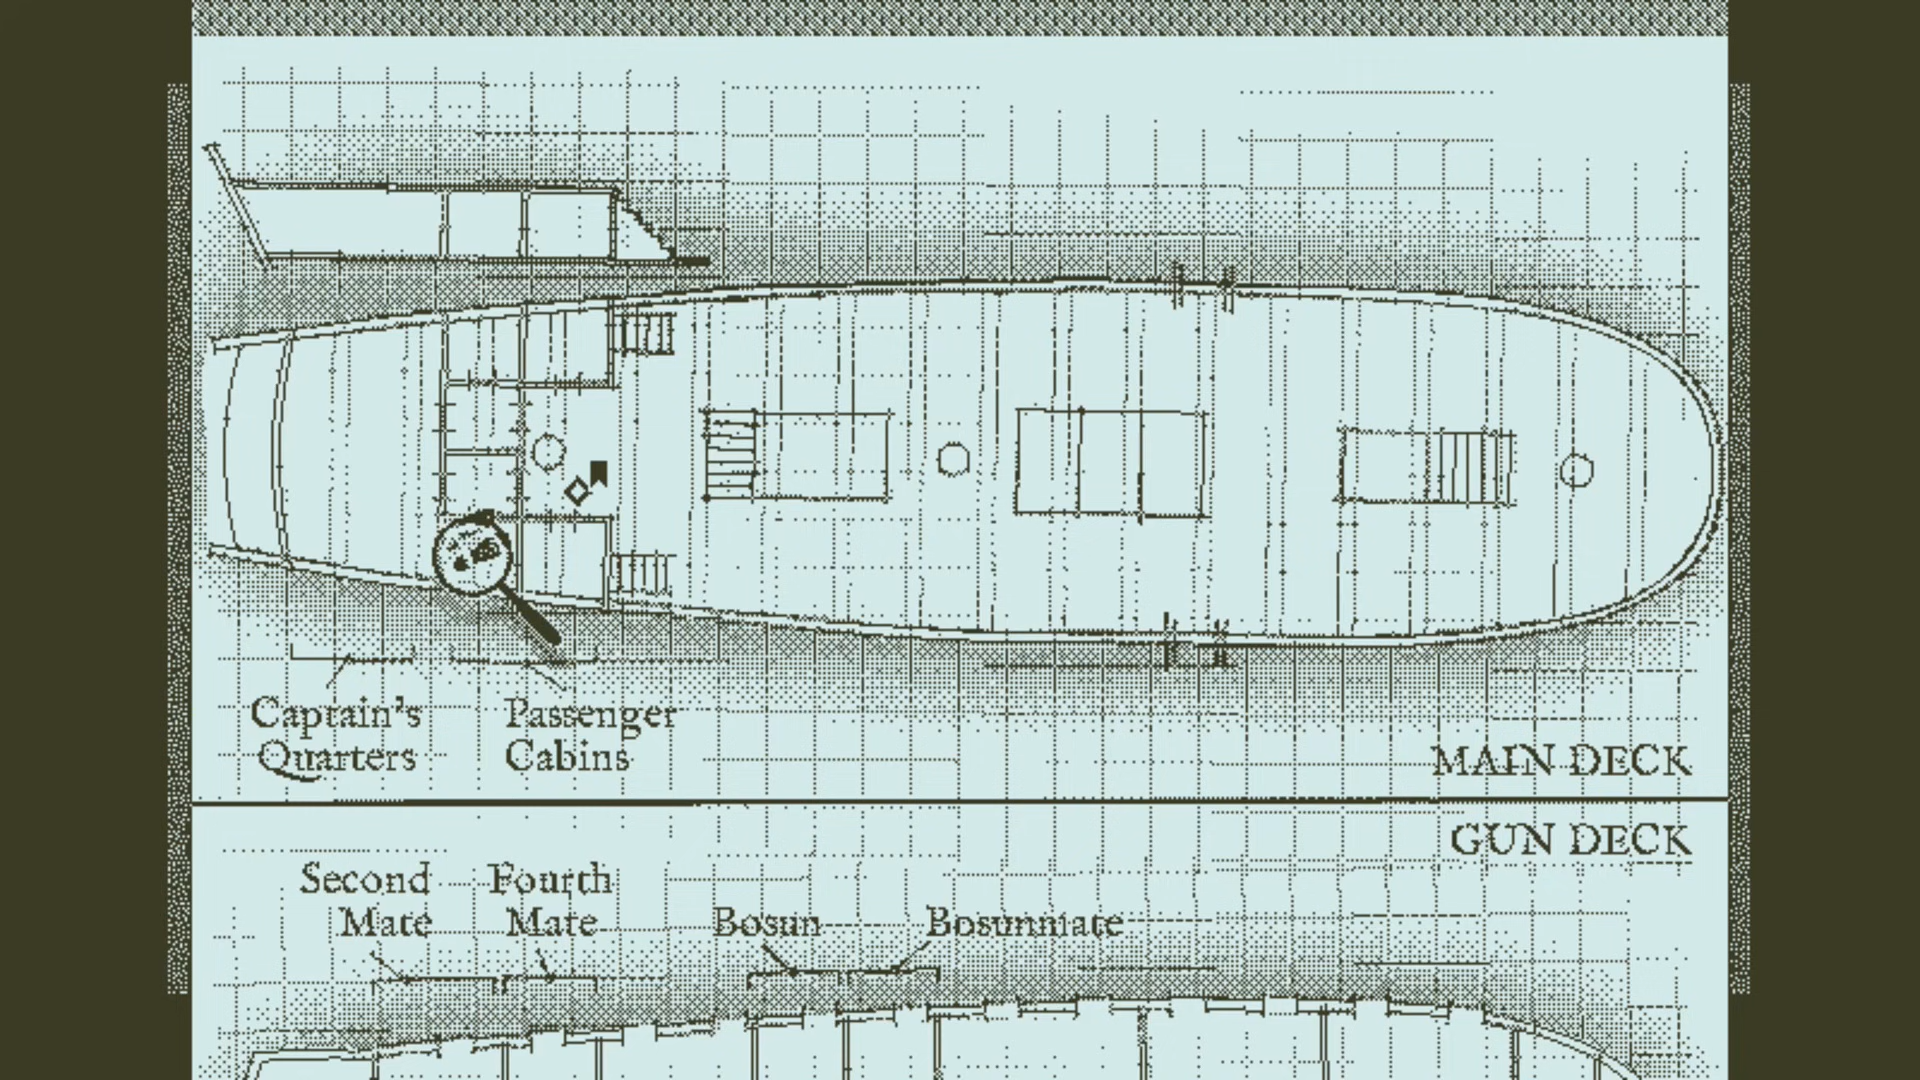 Captain's
Quarters
Passenger
Cabins
MAIN DECK
GUN DECK
Second
Mate
Fourth
Mate
Bosun
Bosunmate